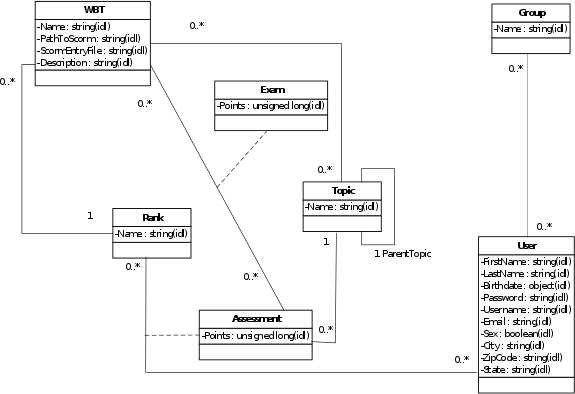 WBT
-Name : string(idl)
-PathToScorm : string(idl)
-ScormEntryFile : string(idl)
-Description : string(idl)
0..*
0..*
0..*
Group
-Name : string(idl)
0..*
Exam
-Points : unsigned long(idl)
0..*
Topic
-Name : string(idl)
1
1 ParentTopic
1
Rank
-Name : string(idl)
0..*
0..*
Assessment
-Points : unsigned long(idl)
0..*
0..*
User
-FirstName : string(idl)
-LastName : string(idl)
-Birthdate : object(idl)
-Password : string(idl)
-Username : string(idl)
-Email : string(idl)
-Sex : boolean(idl)
-City : string(idl)
-ZipCode : string(idl)
-State : string(idl)
0..*